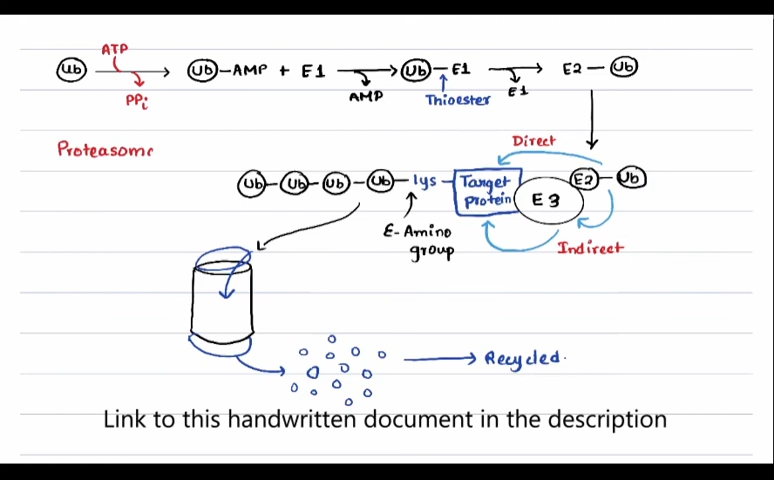 ATP
Ub Ub-AMP + E1 Ub-E1 E2-Ub
PPi AMP Thioester E1
Proteasome
Direct
Ub-Ub-Ub-Ub-lys-Target protein E3 E2-Ub
ε-Amino group
Indirect
Recycled.
Link to this handwritten document in the description